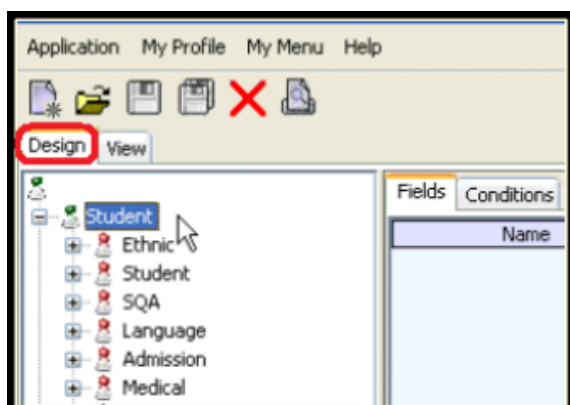 Application My Profile My Menu Help
Design View
Fields Conditions
Name
Student
Ethnic
Student
SQA
Language
Admission
Medical